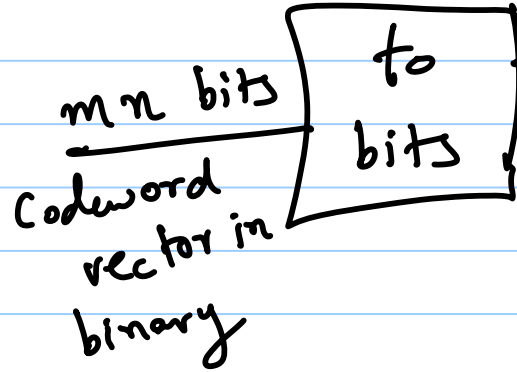 to
bits
mn bits
Codeword
vector in
binary